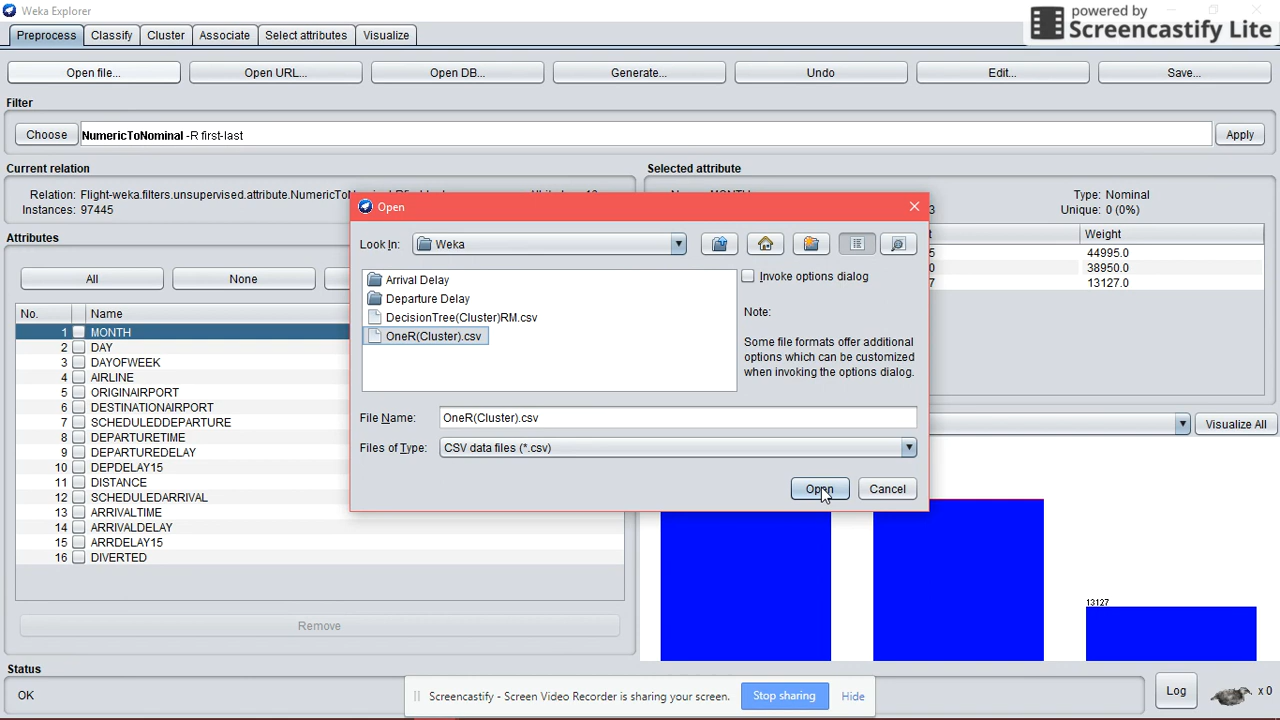 Weka Explorer
powered by
Screencastify Lite
Preprocess Classify Cluster Associate Select attributes Visualize
Open file... Open URL... Open DB... Generate... Undo Edit... Save...
Filter
Choose NumericToNominal -R first-last Apply
Current relation
Relation: Flight-weka.filters.unsupervised.attribute.NumericToN
Instances: 97445
Selected attribute
Type: Nominal
3 Unique: 0 (0%)
Attributes
All None
No. Name
1 MONTH
2 DAY
3 DAYOFWEEK
4 AIRLINE
5 ORIGINAIRPORT
6 DESTINATIONAIRPORT
7 SCHEDULEDDEPARTURE
8 DEPARTURETIME
9 DEPARTUREDELAY
10 DEPDELAY15
11 DISTANCE
12 SCHEDULEDARRIVAL
13 ARRIVALTIME
14 ARRIVALDELAY
15 ARRDELAY15
16 DIVERTED
Remove
t Weight
5 44995.0
0 38950.0
7 13127.0
Visualize All
13127
Open
Look In: Weka
Arrival Delay
Departure Delay
DecisionTree(Cluster)RM.csv
OneR(Cluster).csv
Invoke options dialog
Note:
Some file formats offer additional
options which can be customized
when invoking the options dialog.
File Name: OneR(Cluster).csv
Files of Type: CSV data files (*.csv)
Open Cancel
Status
OK
Log x 0
Screencastify - Screen Video Recorder is sharing your screen. Stop sharing Hide